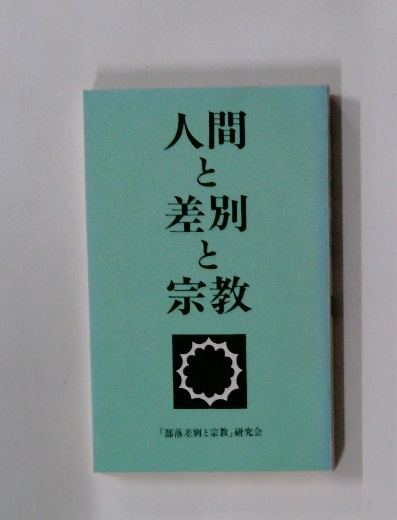 人間
と
差別
と
宗教
「部落差別と宗教」研究会